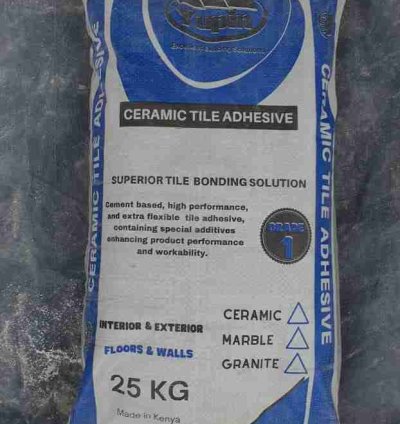 Yupin
CERAMIC TILE ADHESIVE
SUPERIOR TILE BONDING SOLUTION
Cement based, high performance,
and extra flexible tile adhesive,
containing special additives
enhancing product performance
and workability.
GRADE
1
CERAMIC
MARBLE
GRANITE
INTERIOR & EXTERIOR
FLOORS & WALLS
25 KG
Made in Kenya
CERAMIC TILE ADHESIVE
CERAMIC TILE ADHESIVE